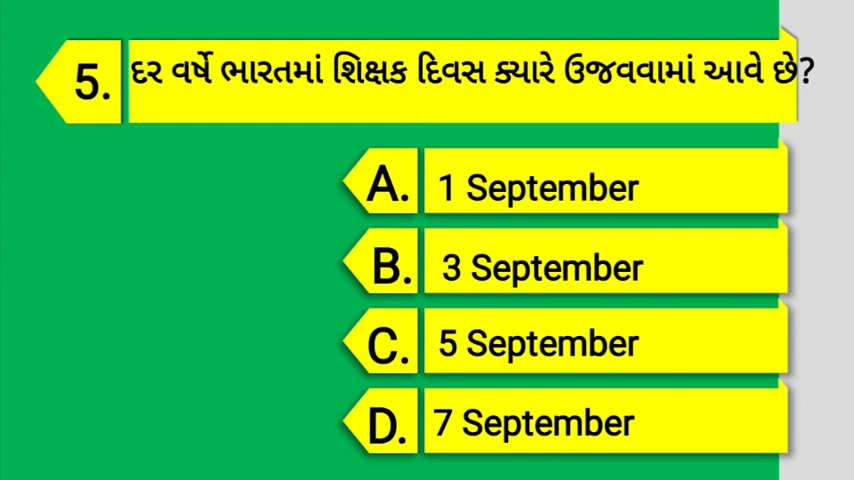 5. દર વર્ષે ભારતમાં શિક્ષક દિવસ ક્યારે ઉજવવામાં આવે છે?
A. 1 September
B. 3 September
C. 5 September
D. 7 September